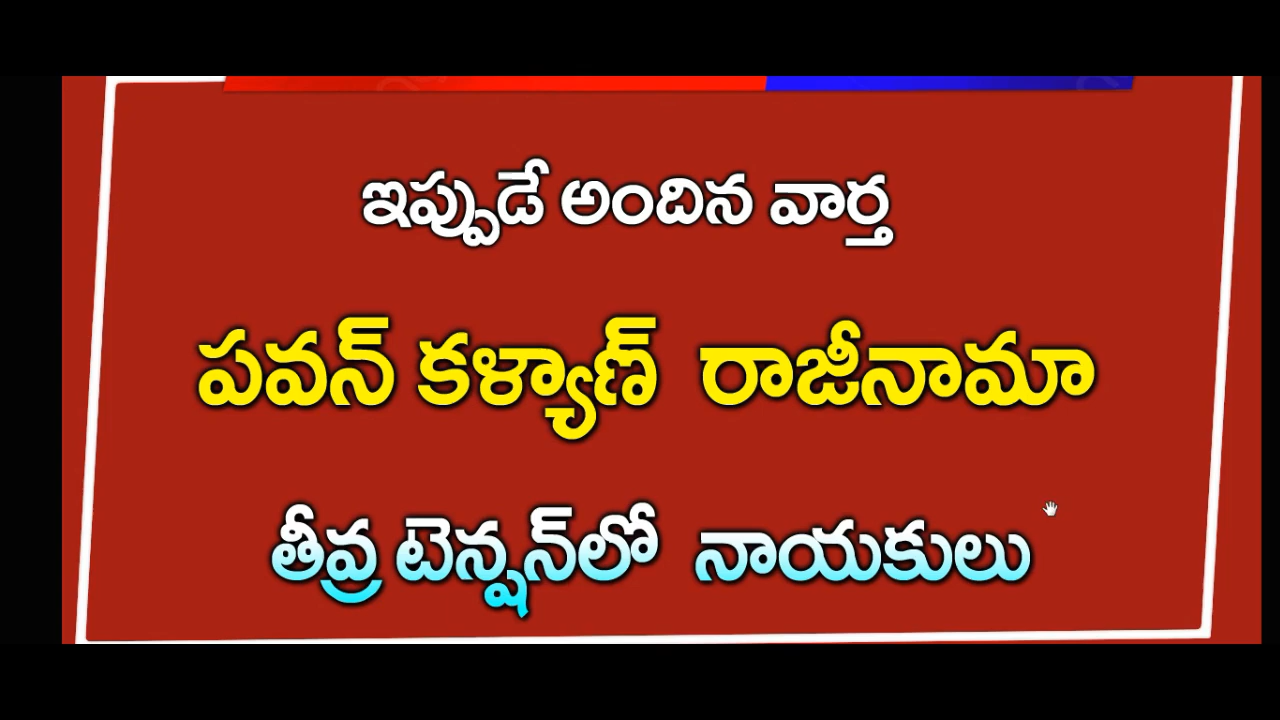 ఇప్పుడే అందిన వార్త
పవన్ కళ్యాణ్ రాజీనామా
తీవ్ర టెన్షన్‌లో నాయకులు